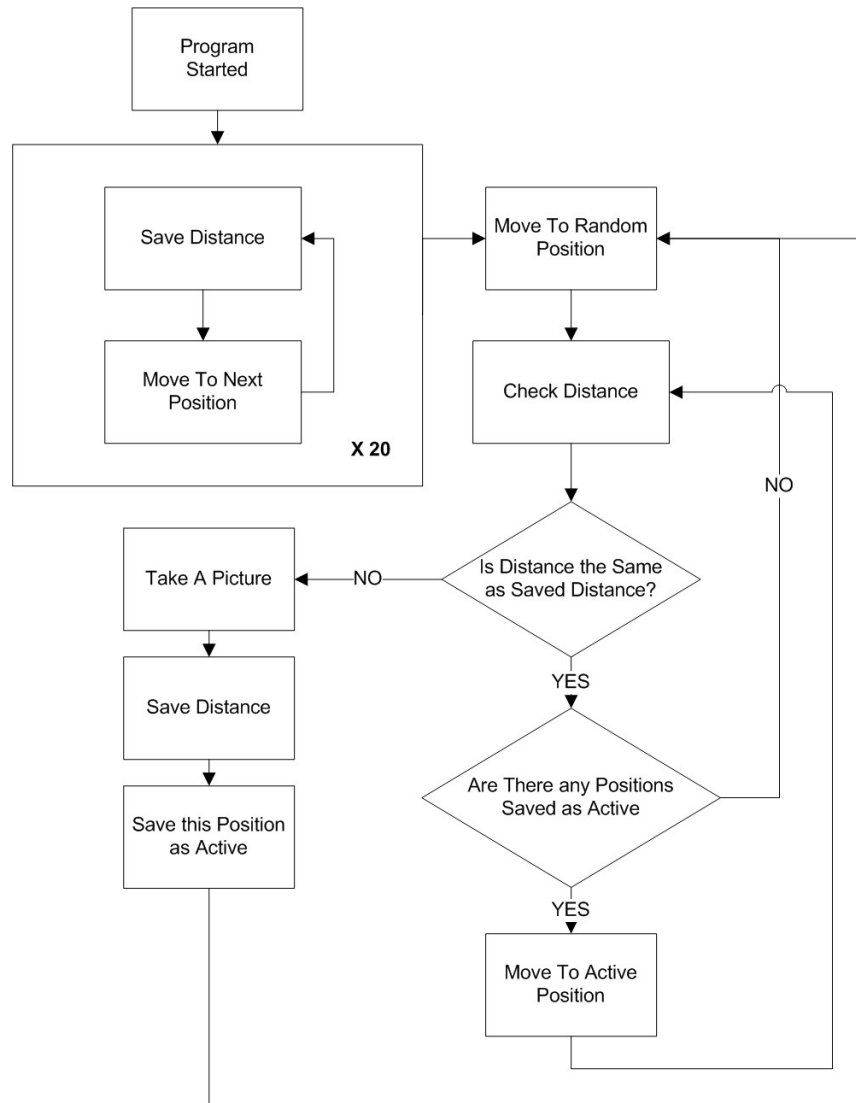 Program
Started
Save Distance
Move To Next
Position
X 20
Move To Random
Position
Check Distance
NO
Is Distance the Same
as Saved Distance?
NO
Take A Picture
YES
Save Distance
Are There any Positions
Saved as Active
Save this Position
as Active
YES
Move To Active
Position